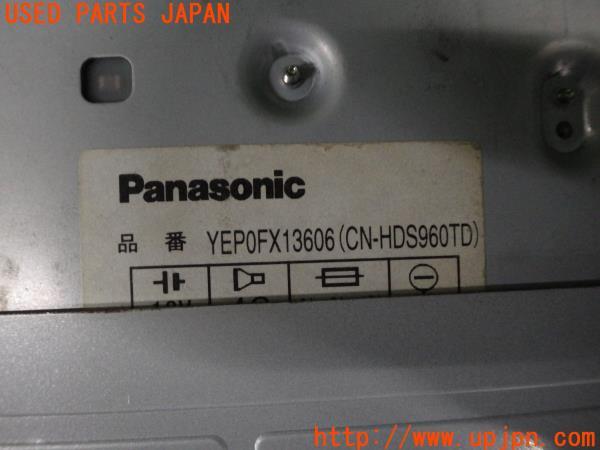 USED PARTS JAPAN
Panasonic
品 番 YEP0FX13606(CN-HDS960TD)
http://www.upjpn.com